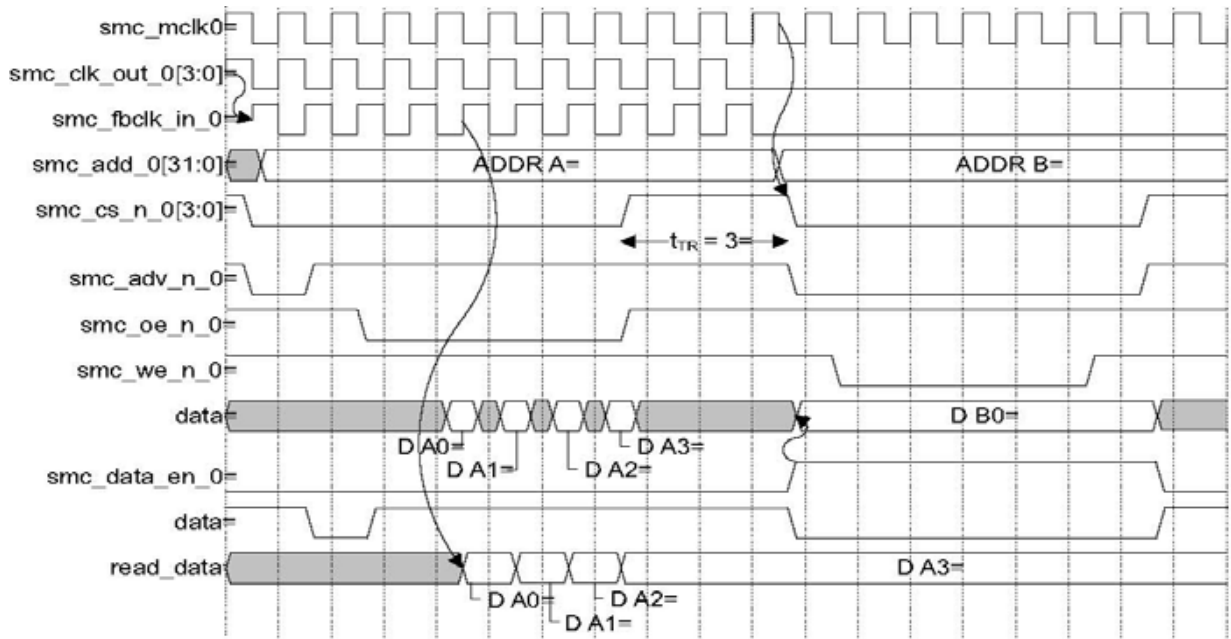 smc_mclk0=
smc_clk_out_0[3:0]=
smc_fbclk_in_0=
smc_add_0[31:0]=
ADDR A=
ADDR B=
smc_cs_n_0[3:0]=
tTR = 3=
smc_adv_n_0=
smc_oe_n_0=
smc_we_n_0=
data=
D B0=
D A0=
D A3=
D A1=
D A2=
smc_data_en_0=
data=
read_data=
D A3=
D A0=
D A2=
D A1=